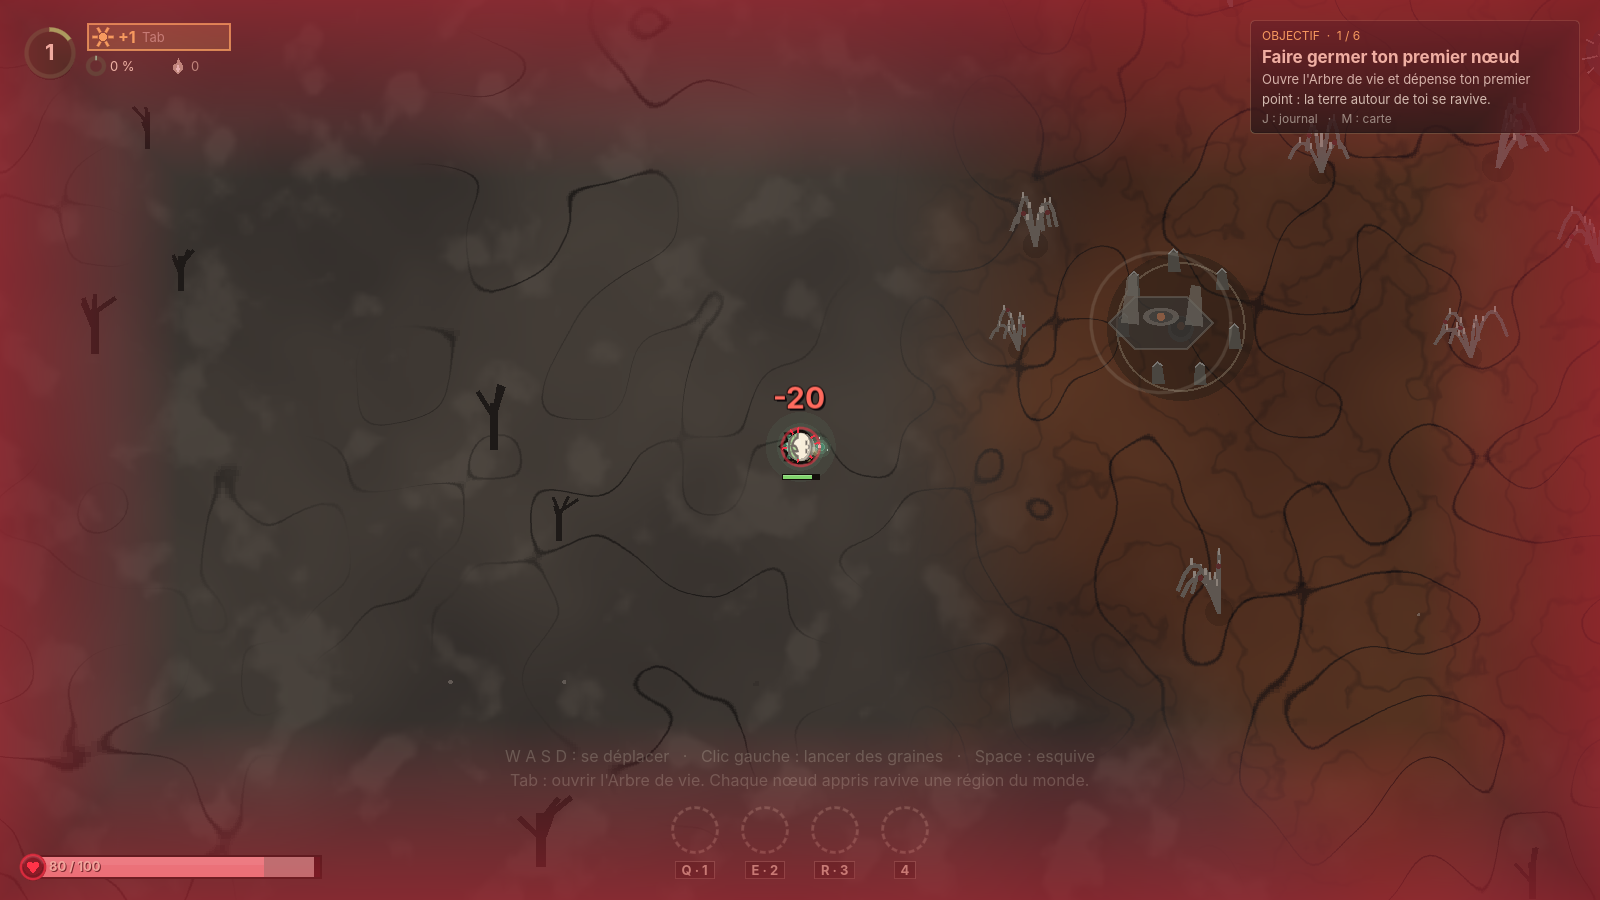 1
+1 Tab
0 % 0
OBJECTIF · 1 / 6
Faire germer ton premier nœud
Ouvre l'Arbre de vie et dépense ton premier
point : la terre autour de toi se ravive.
J : journal · M : carte
-20
W A S D : se déplacer · Clic gauche : lancer des graines · Space : esquive
Tab : ouvrir l'Arbre de vie. Chaque nœud appris ravive une région du monde.
80 / 100
Q · 1 E · 2 R · 3 4